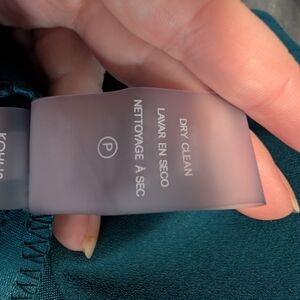 DRY CLEAN
LAVAR EN SECO
NETTOYAGE À SEC
P